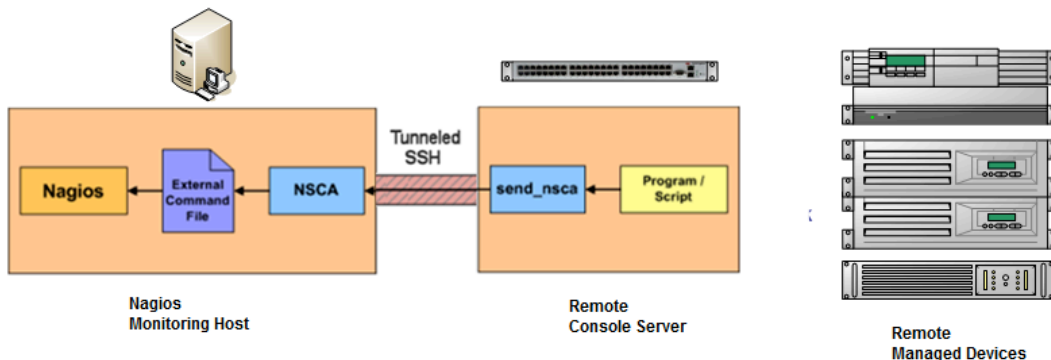 Tunneled
SSH
Nagios
External
Command
File
NSCA
send_nsca
Program /
Script
Nagios
Monitoring Host
Remote
Console Server
Remote
Managed Devices